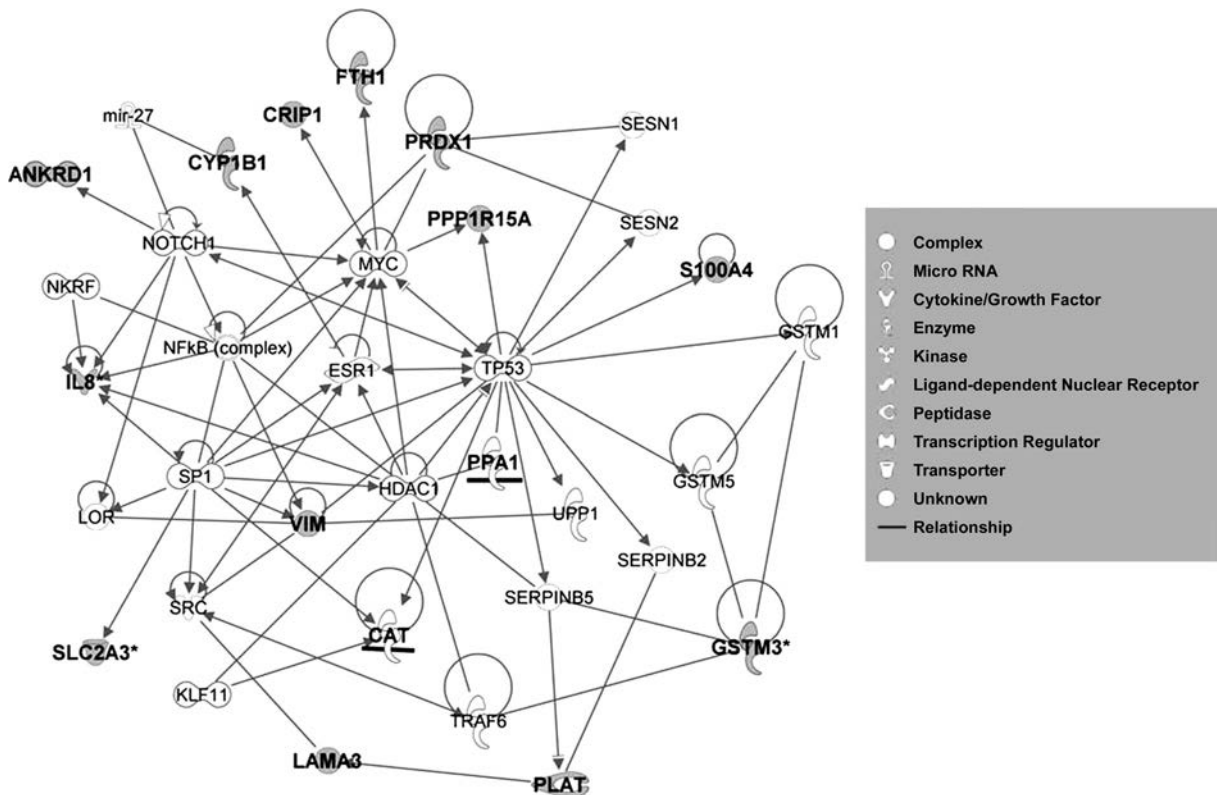 FTH1
CRIP1
mir-27
PRDX1
SESN1
CYP1B1
ANKRD1
PPP1R15A
SESN2
NOTCH1
MYC
S100A4
NKRF
GSTM1
NFkB (complex)
ESR1
TP53
IL8*
SP1
HDAC1
PPA1
GSTM5
LOR
VIM
UPP1
SERPINB2
SRC
SERPINB5
CAT
GSTM3*
SLC2A3*
KLF11
TRAF6
LAMA3
PLAT
Complex
Micro RNA
Cytokine/Growth Factor
Enzyme
Kinase
Ligand-dependent Nuclear Receptor
Peptidase
Transcription Regulator
Transporter
Unknown
Relationship